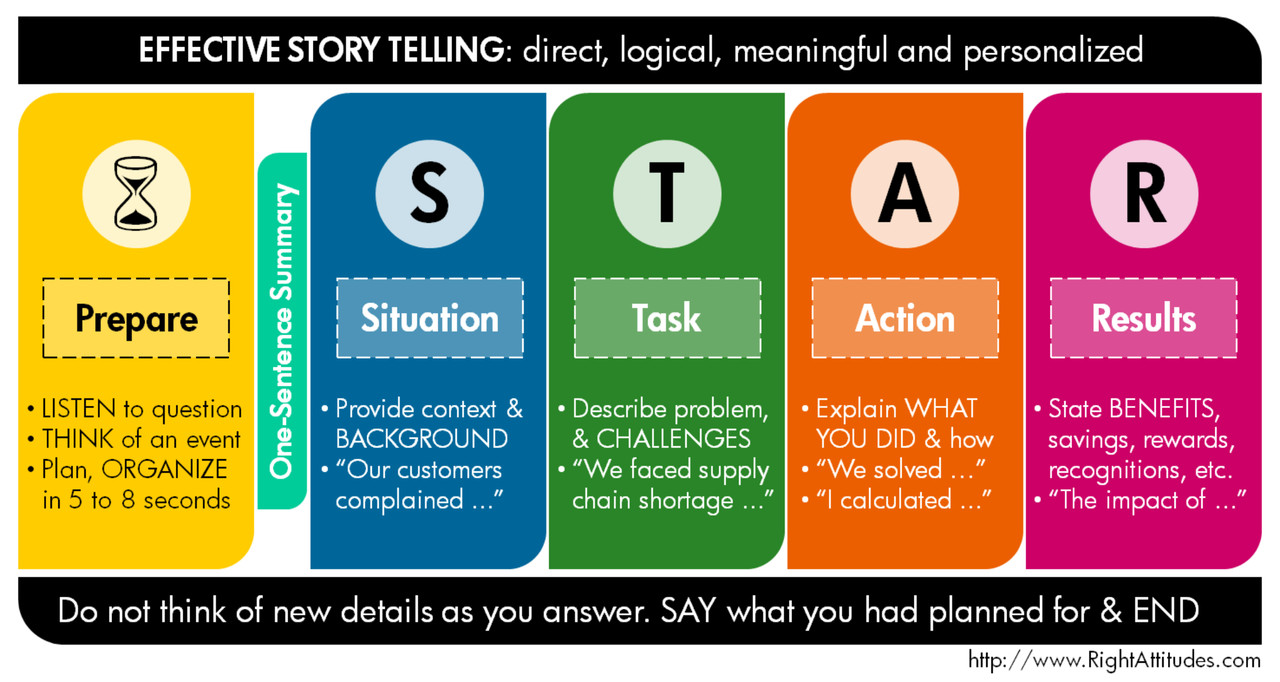 EFFECTIVE STORY TELLING: direct, logical, meaningful and personalized
Prepare
• LISTEN to question
• THINK of an event
• Plan, ORGANIZE
in 5 to 8 seconds
One-Sentence Summary
S
Situation
• Provide context &
BACKGROUND
• “Our customers
complained ...”
T
Task
• Describe problem,
& CHALLENGES
• “We faced supply
chain shortage ...”
A
Action
• Explain WHAT
YOU DID & how
• “We solved ...”
• “I calculated ...”
R
Results
• State BENEFITS,
savings, rewards,
recognitions, etc.
• “The impact of ...”
Do not think of new details as you answer. SAY what you had planned for & END
http://www.RightAttitudes.com